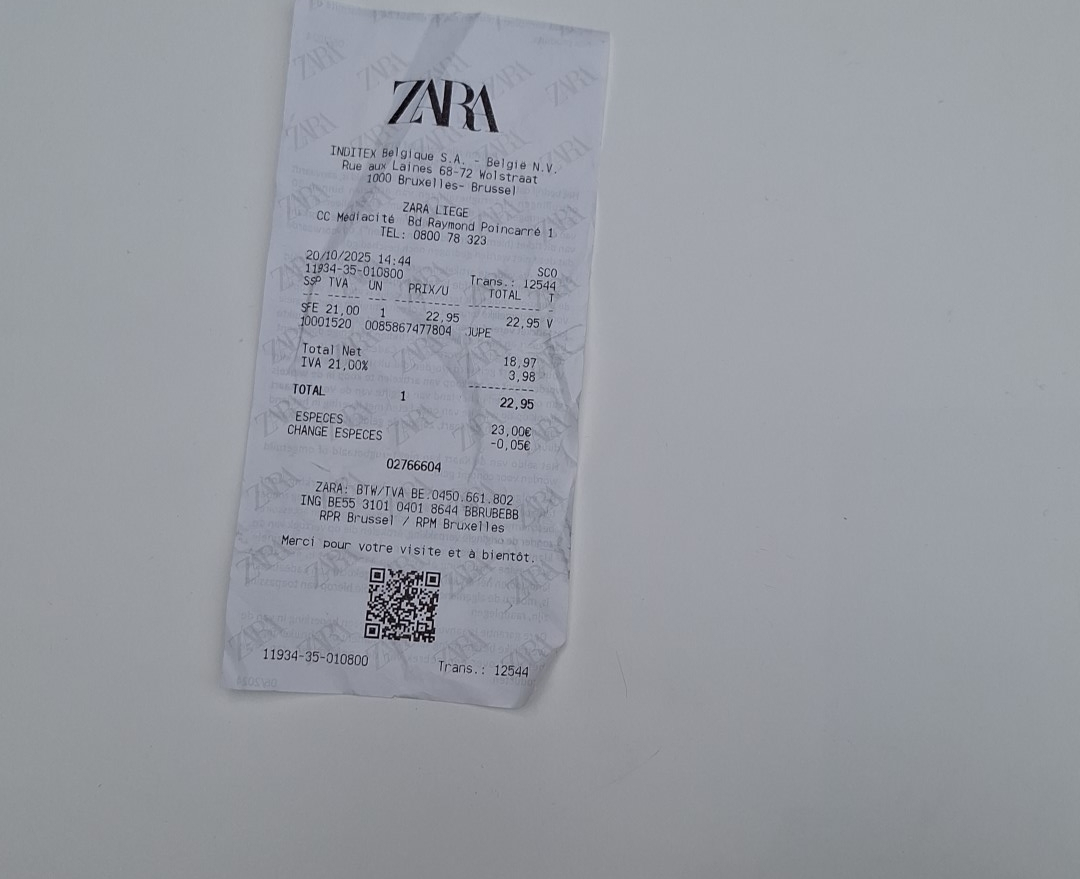 ZARA
INDITEX Belgique S.A. - Belgie N.V.
Rue aux Laines 68-72 Wolstraat
1000 Bruxelles- Brussel
ZARA LIEGE
CC Médiacité Bd Raymond Poincarré 1
TEL: 0800 78 323
20/10/2025 14:44 SCO
11934-35-010800 Trans.: 12544
SSP TVA UN PRIX/U TOTAL T
--- ----- --- ---------- ----------- -
SFE 21,00 1 22,95 22,95 V
10001520 0085867477804 JUPE
Total Net 18,97
IVA 21,00% 3,98
----------
TOTAL 1 22,95
ESPECES 23,00€
CHANGE ESPECES -0,05€
02766604
ZARA: BTW/TVA BE.0450.661.802
ING BE55 3101 0401 8644 BBRUBEBB
RPR Brussel / RPM Bruxelles
Merci pour votre visite et à bientôt.
11934-35-010800 Trans.: 12544